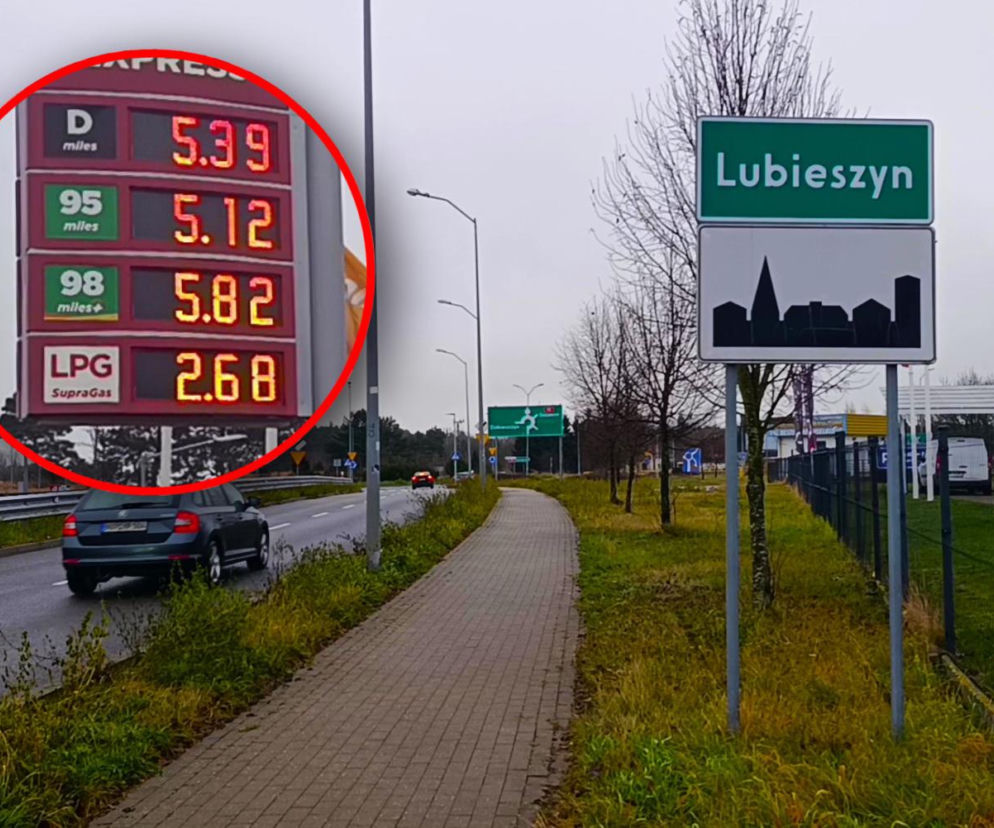 EXPRESS
D
miles
5.39
95
miles
5.12
98
miles+
5.82
LPG
SupraGas
2.68
Lubieszyn